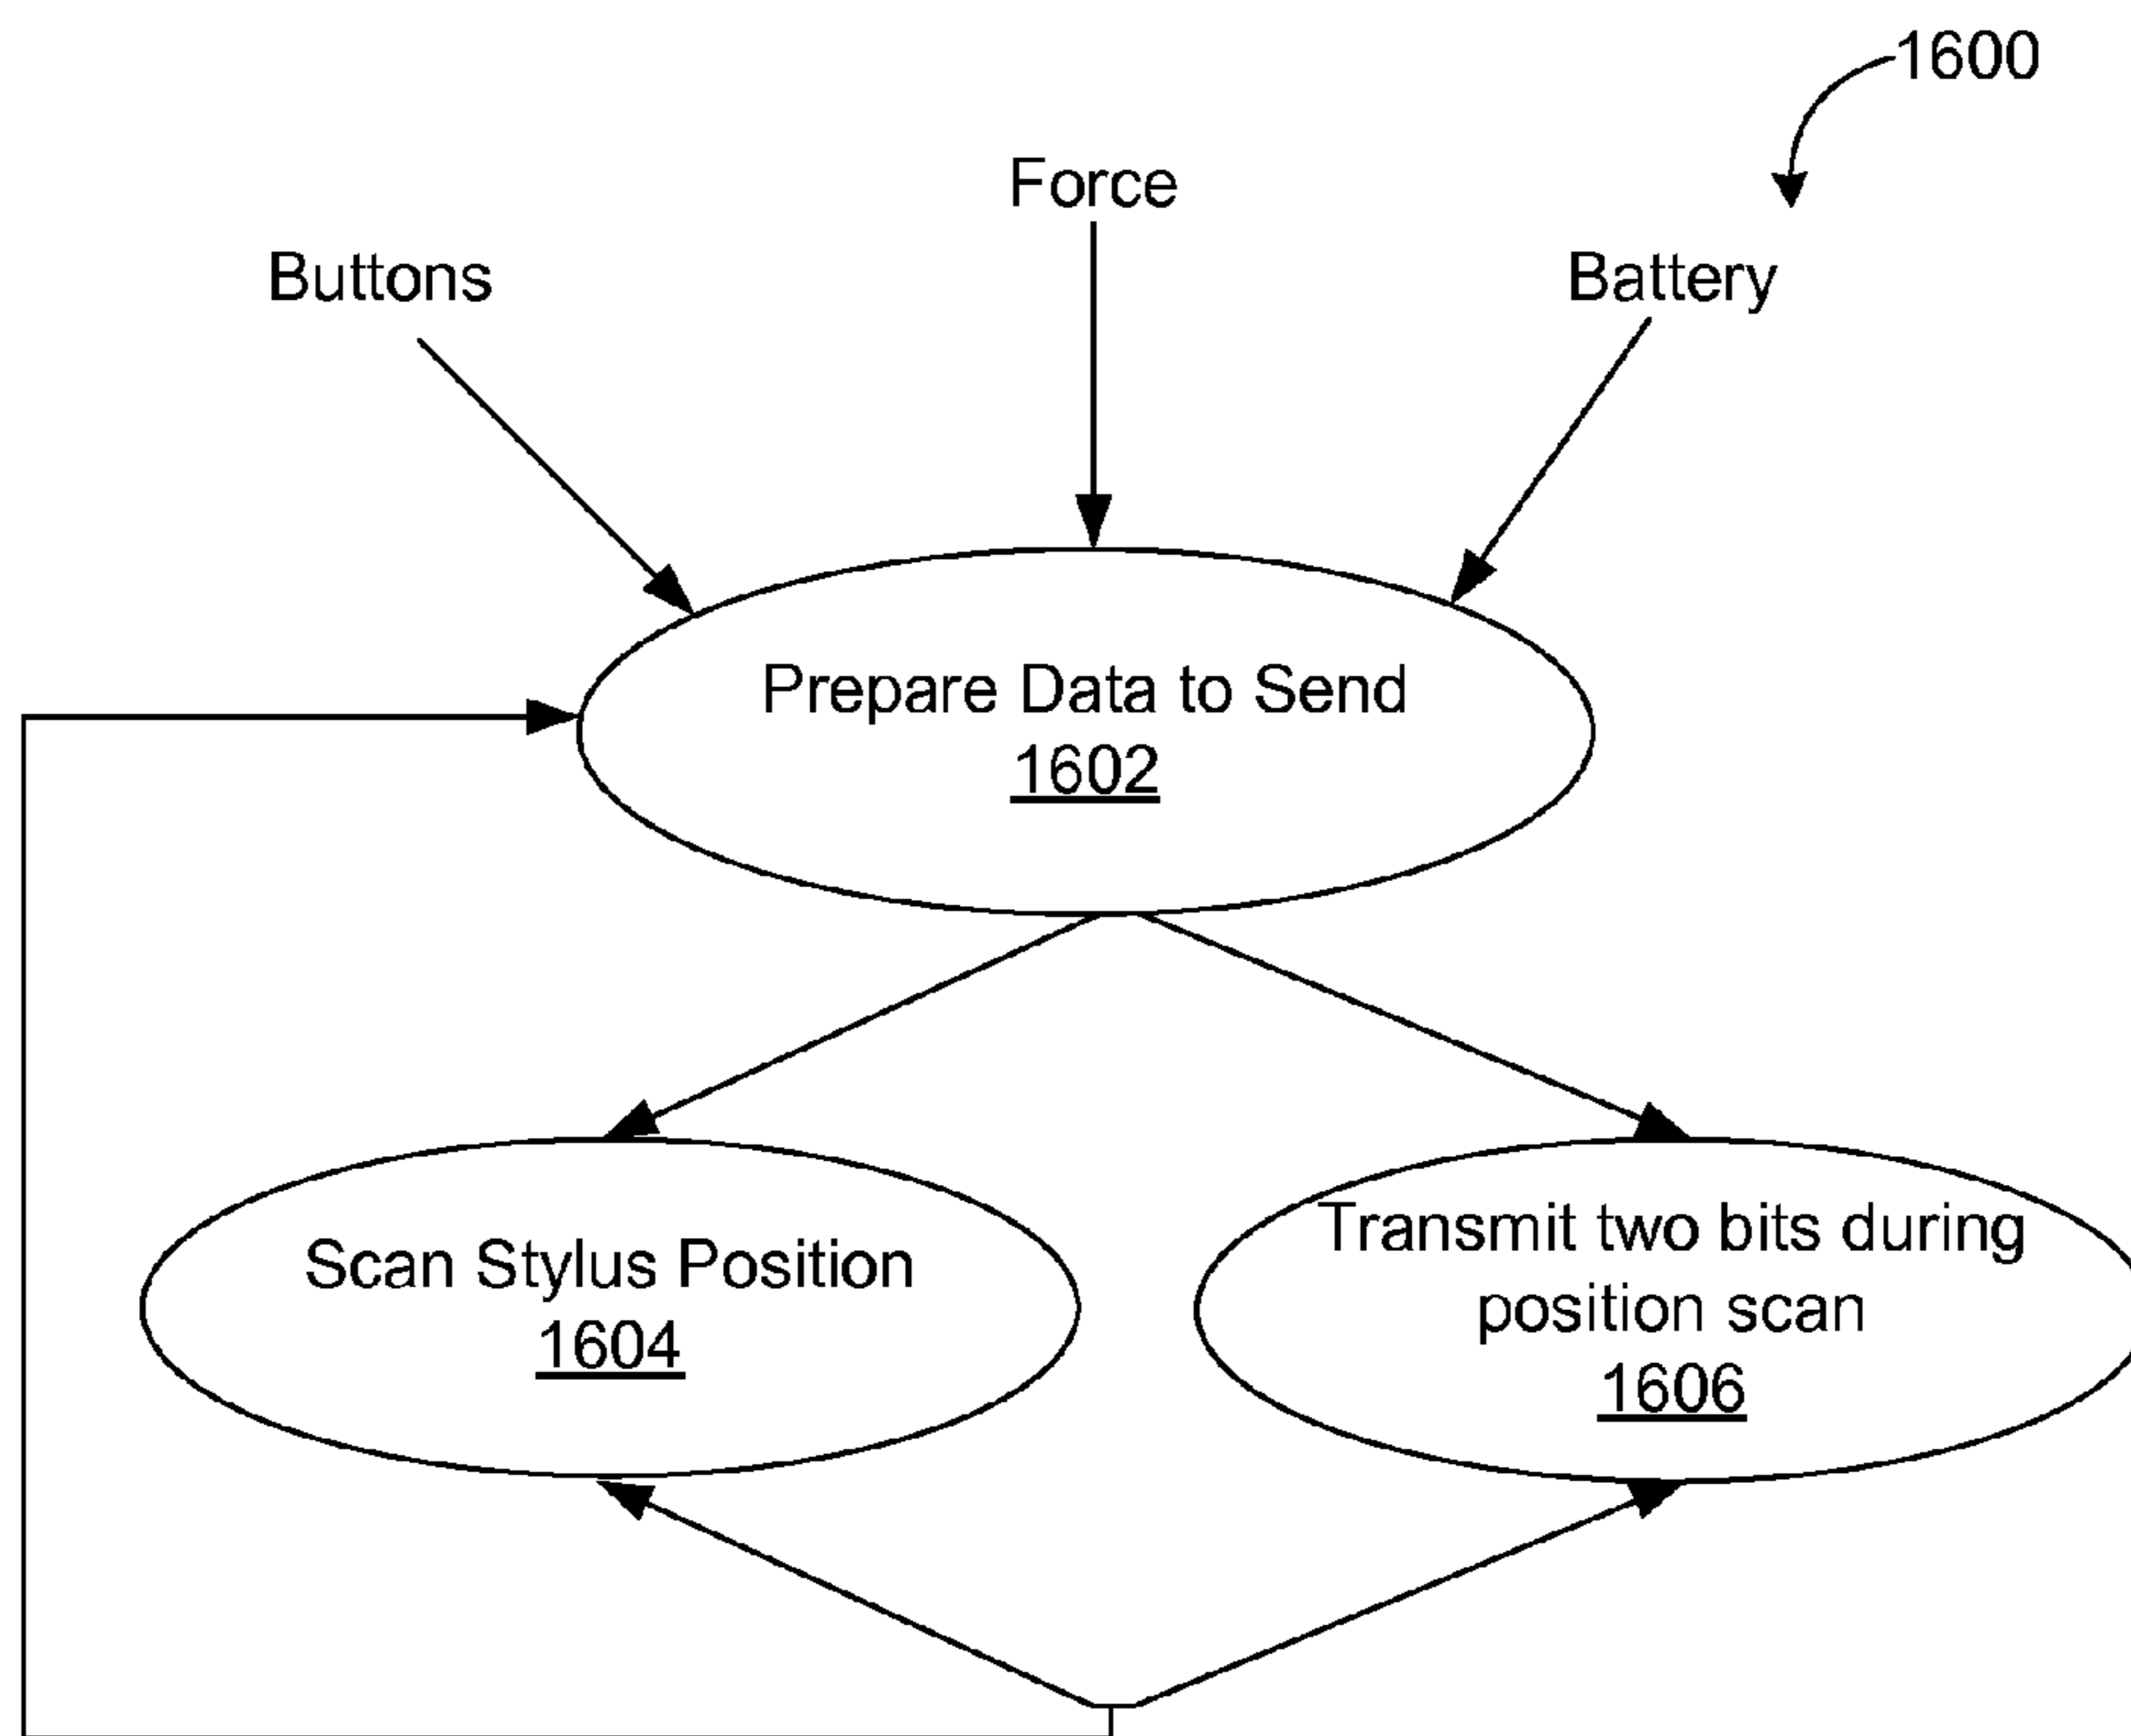 1600
Force
Buttons
Battery
Prepare Data to Send
1602
Scan Stylus Position
1604
Transmit two bits during
position scan
1606